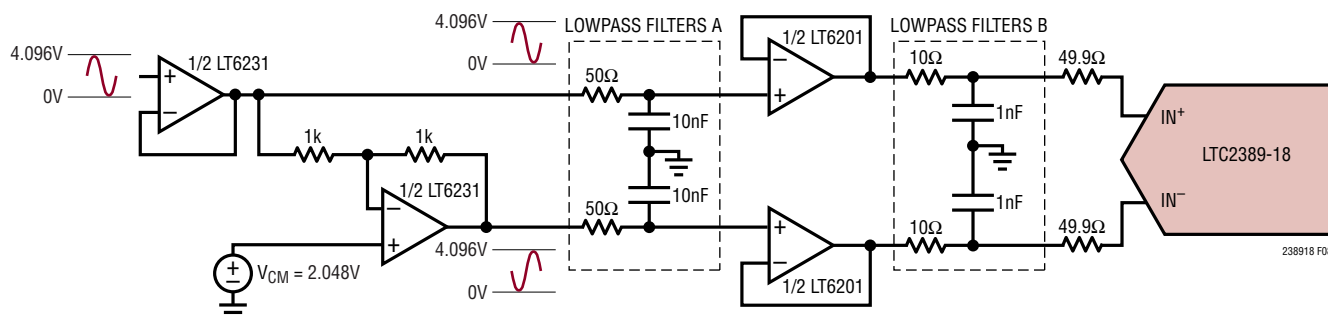 4.096V
0V
1/2 LT6231
+
−
1k
1k
1/2 LT6231
−
+
+
−
VCM = 2.048V
4.096V
0V
4.096V
0V
LOWPASS FILTERS A
50Ω
10nF
10nF
50Ω
1/2 LT6201
−
+
+
−
1/2 LT6201
LOWPASS FILTERS B
10Ω
1nF
1nF
10Ω
49.9Ω
49.9Ω
IN+
IN−
LTC2389-18
238918 F08